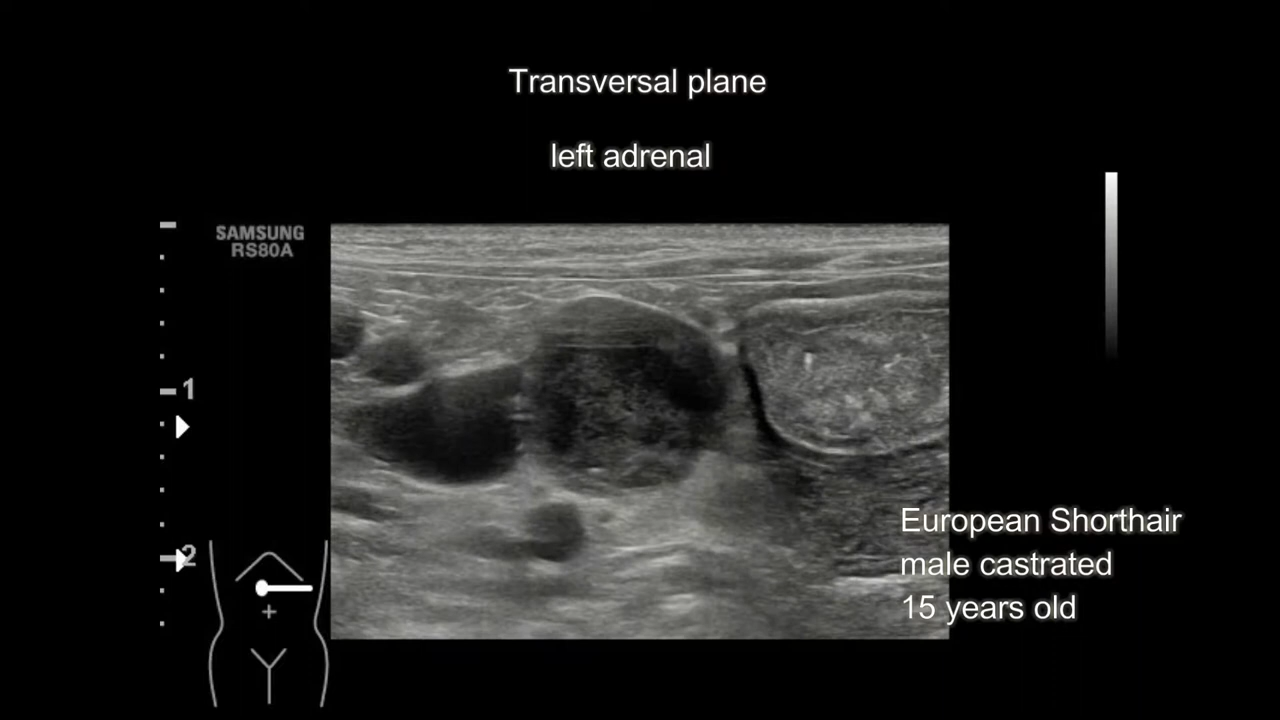 Transversal plane
left adrenal
SAMSUNG
RS80A
1
2
European Shorthair
male castrated
15 years old